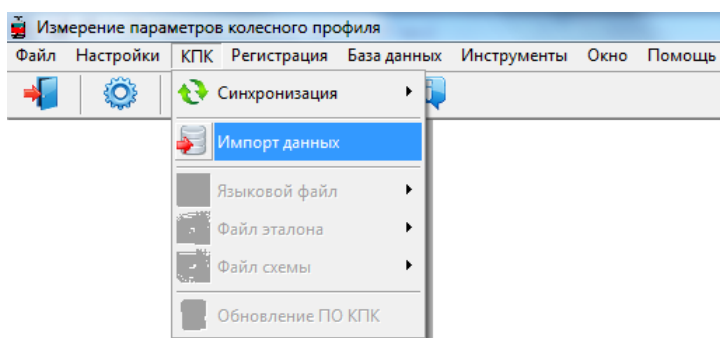 Измерение параметров колесного профиля
Файл Настройки КПК Регистрация База данных Инструменты Окно Помощь
Синхронизация
Импорт данных
Языковой файл
Файл эталона
Файл схемы
Обновление ПО КПК